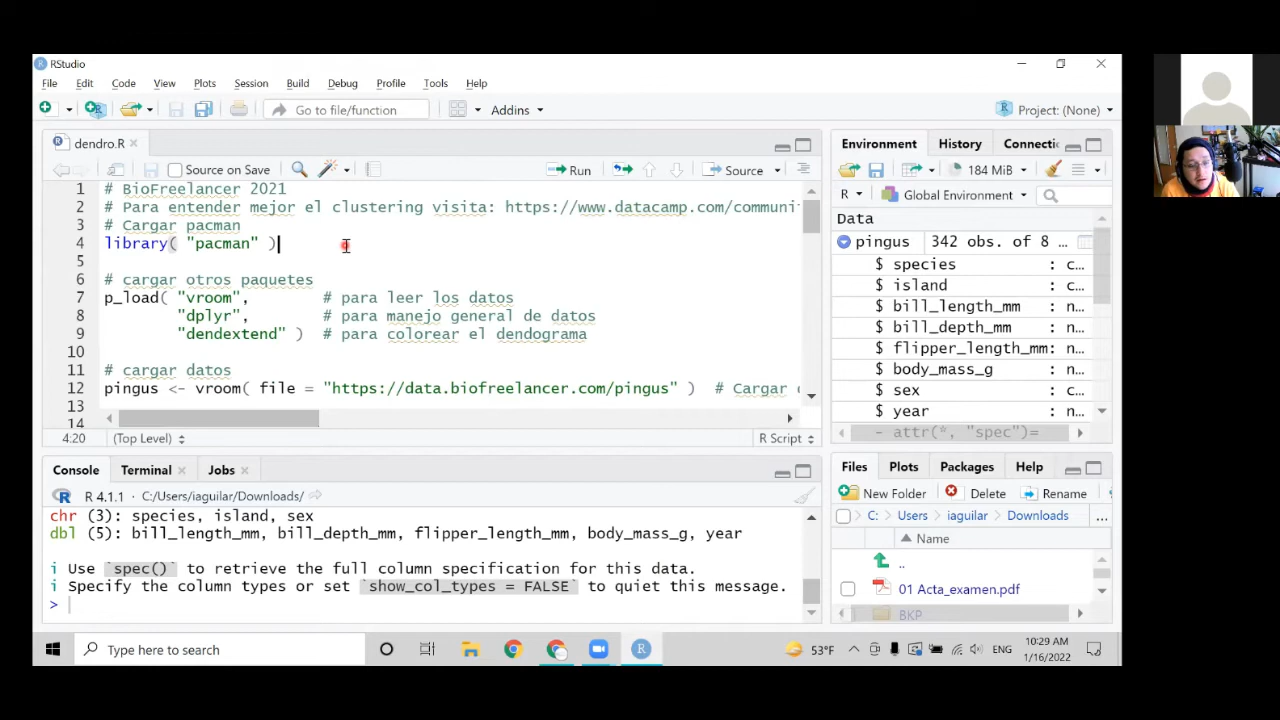 RStudio
File Edit Code View Plots Session Build Debug Profile Tools Help
Go to file/function Addins Project: (None)
dendro.R
Source on Save Run Source
1 # BioFreelancer 2021
2 # Para entender mejor el clustering visita: https://www.datacamp.com/communi
3 # Cargar pacman
4 library( "pacman" )
5
6 # cargar otros paquetes
7 p_load( "vroom", # para leer los datos
8 "dplyr", # para manejo general de datos
9 "dendextend" ) # para colorear el dendograma
10
11 # cargar datos
12 pingus <- vroom( file = "https://data.biofreelancer.com/pingus" ) # Cargar
13
14
4:20 (Top Level) R Script
Console Terminal Jobs
R 4.1.1 · C:/Users/iaguilar/Downloads/
chr (3): species, island, sex
dbl (5): bill_length_mm, bill_depth_mm, flipper_length_mm, body_mass_g, year
i Use `spec()` to retrieve the full column specification for this data.
i Specify the column types or set `show_col_types = FALSE` to quiet this message.
>
Environment History Connecti
184 MiB
R Global Environment
Data
pingus 342 obs. of 8 …
$ species : c…
$ island : c…
$ bill_length_mm : n…
$ bill_depth_mm : n…
$ flipper_length_mm: n…
$ body_mass_g : n…
$ sex : c…
$ year : n…
- attr(*, "spec")=
Files Plots Packages Help
New Folder Delete Rename
C: Users iaguilar Downloads ...
Name
..
01 Acta_examen.pdf
BKP
Type here to search
53°F ENG
10:29 AM
1/16/2022